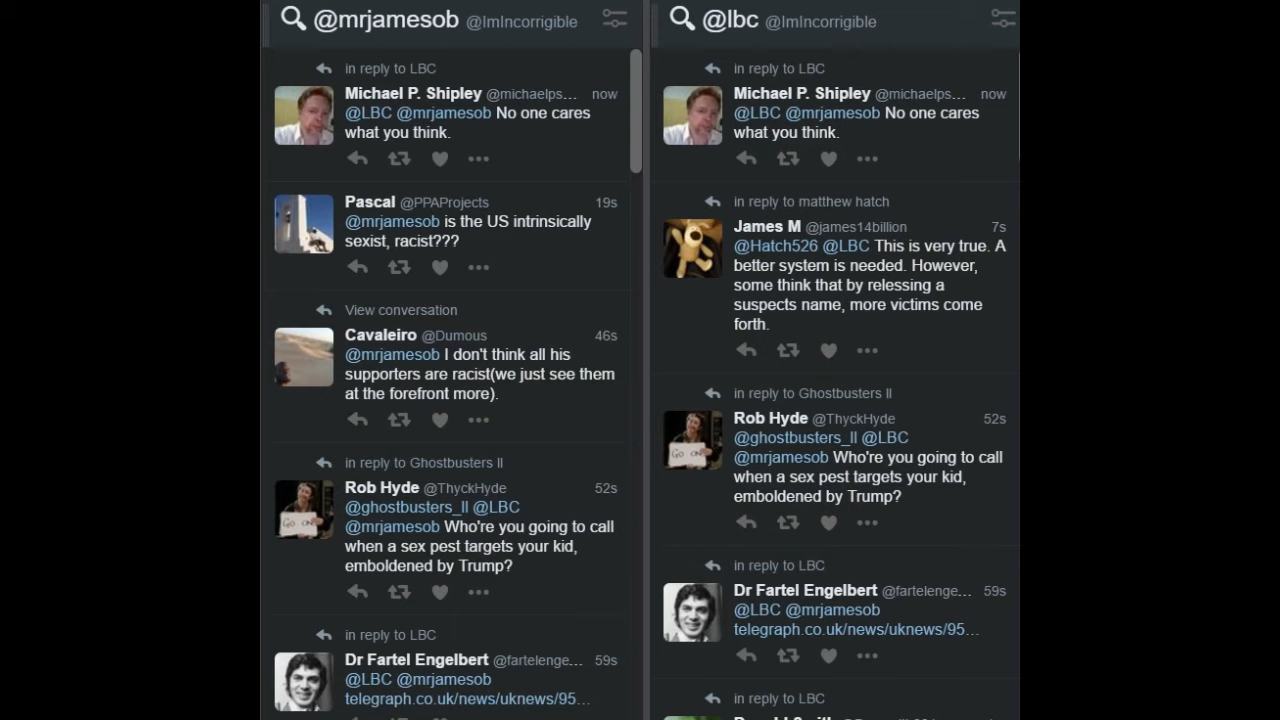 @mrjamesob @ImIncorrigible
in reply to LBC
Michael P. Shipley @michaelps... now
@LBC @mrjamesob No one cares
what you think.
Pascal @PPAProjects 19s
@mrjamesob is the US intrinsically
sexist, racist???
View conversation
Cavaleiro @Dumous 46s
@mrjamesob I don't think all his
supporters are racist(we just see them
at the forefront more).
in reply to Ghostbusters ll
Rob Hyde @ThyckHyde 52s
@ghostbusters_ll @LBC
@mrjamesob Who're you going to call
when a sex pest targets your kid,
emboldened by Trump?
GO ON
in reply to LBC
Dr Fartel Engelbert @fartelenge... 59s
@LBC @mrjamesob
telegraph.co.uk/news/uknews/95...
@lbc @ImIncorrigible
in reply to LBC
Michael P. Shipley @michaelps... now
@LBC @mrjamesob No one cares
what you think.
in reply to matthew hatch
James M @james14billion 7s
@Hatch526 @LBC This is very true. A
better system is needed. However,
some think that by relessing a
suspects name, more victims come
forth.
in reply to Ghostbusters ll
Rob Hyde @ThyckHyde 52s
@ghostbusters_ll @LBC
@mrjamesob Who're you going to call
when a sex pest targets your kid,
emboldened by Trump?
GO ON
in reply to LBC
Dr Fartel Engelbert @fartelenge... 59s
@LBC @mrjamesob
telegraph.co.uk/news/uknews/95...
in reply to LBC